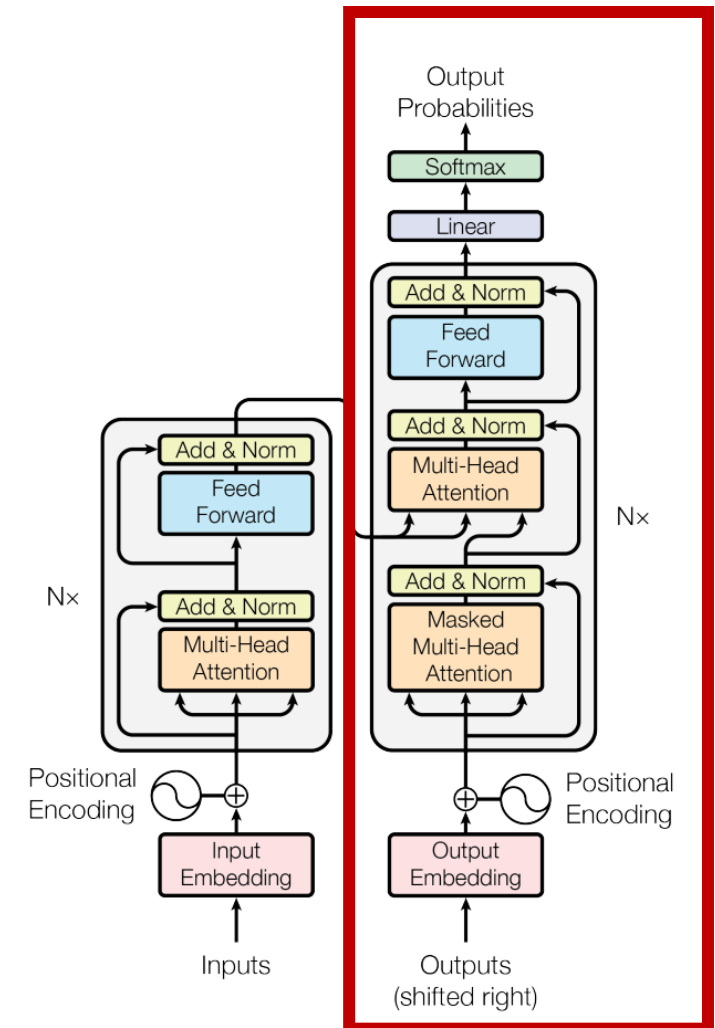 Output
Probabilities
Softmax
Linear
Add & Norm
Feed
Forward
Add & Norm
Multi-Head
Attention
Nx
Add & Norm
Masked
Multi-Head
Attention
Add & Norm
Feed
Forward
Nx
Add & Norm
Multi-Head
Attention
Positional
Encoding
Positional
Encoding
Input
Embedding
Output
Embedding
Inputs
Outputs
(shifted right)